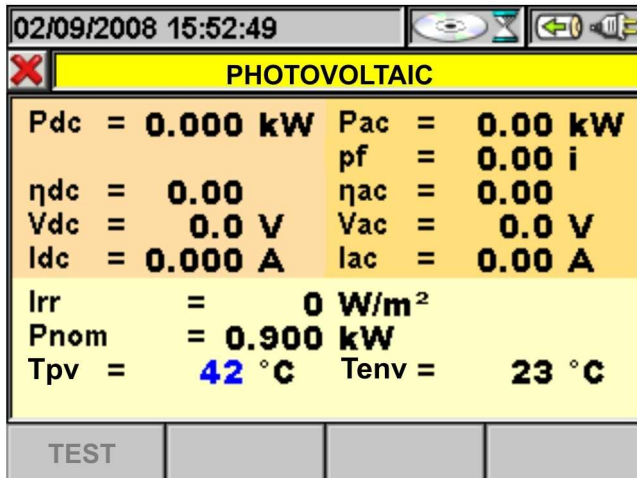 02/09/2008 15:52:49
PHOTOVOLTAIC
Pdc = 0.000 kW Pac = 0.00 kW
pf = 0.00 i
ηdc = 0.00 ηac = 0.00
Vdc = 0.0 V Vac = 0.0 V
Idc = 0.000 A Iac = 0.00 A
Irr = 0 W/m²
Pnom = 0.900 kW
Tpv = 42 °C Tenv = 23 °C
TEST